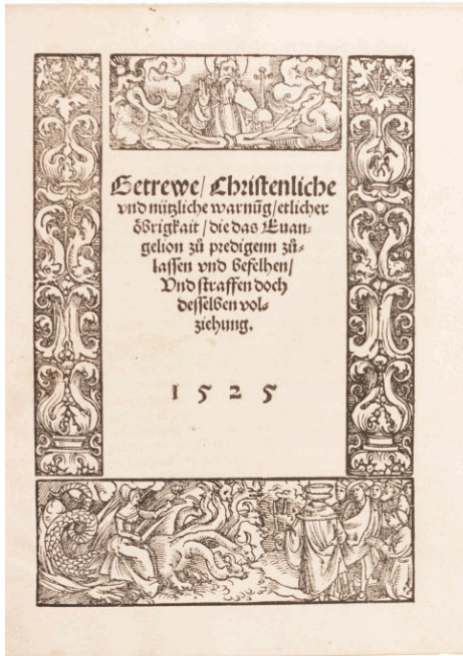 Getrewe/ Christenliche
vnd nützliche warnũg/etlicher
öbrigkait/die das Euan-
gelion zů predigenn zů-
lassen vnd befelhen/
Vnd straffen doch
desselben vol-
ziehung.
1525